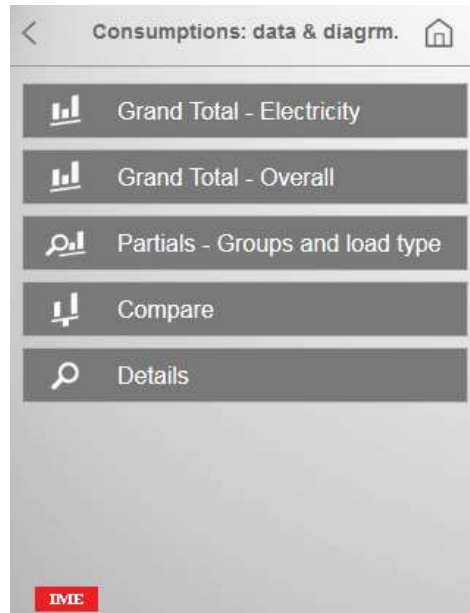 Consumptions: data & diagrm.
Grand Total - Electricity
Grand Total - Overall
Partials - Groups and load type
Compare
Details
IME